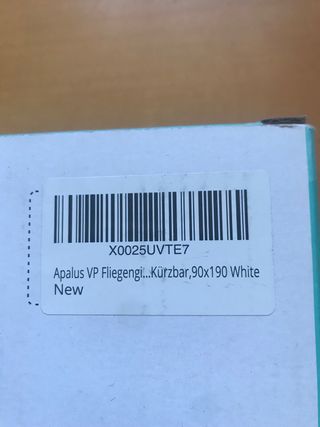 X0025UVTE7
Apalus VP Fliegengi...Kürzbar,90x190 White
New